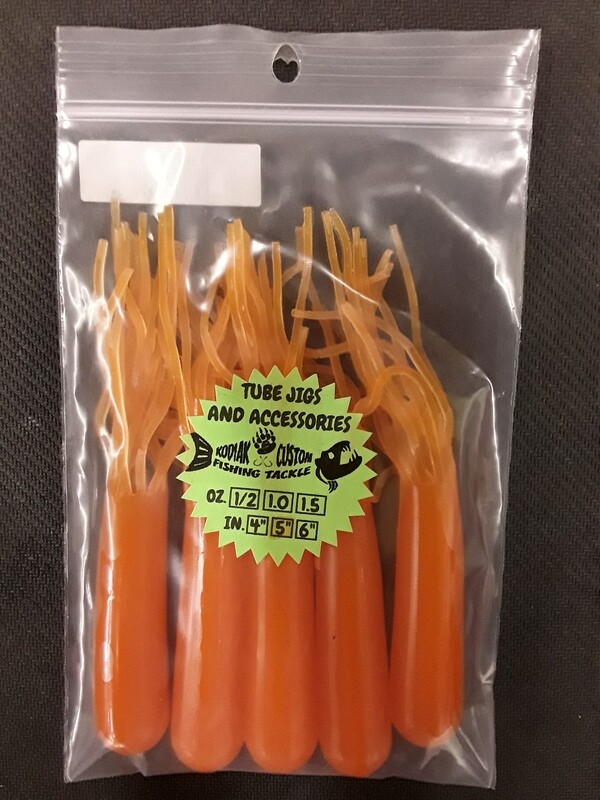 TUBE JIGS
AND ACCESSORIES
KODIAK CUSTOM
FISHING TACKLE
OZ. 1/2 1.0 1.5
IN. 4" 5" 6"